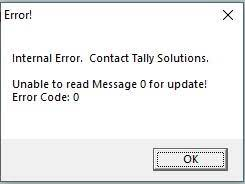 Error!
Internal Error.  Contact Tally Solutions.
Unable to read Message 0 for update!
Error Code: 0
OK